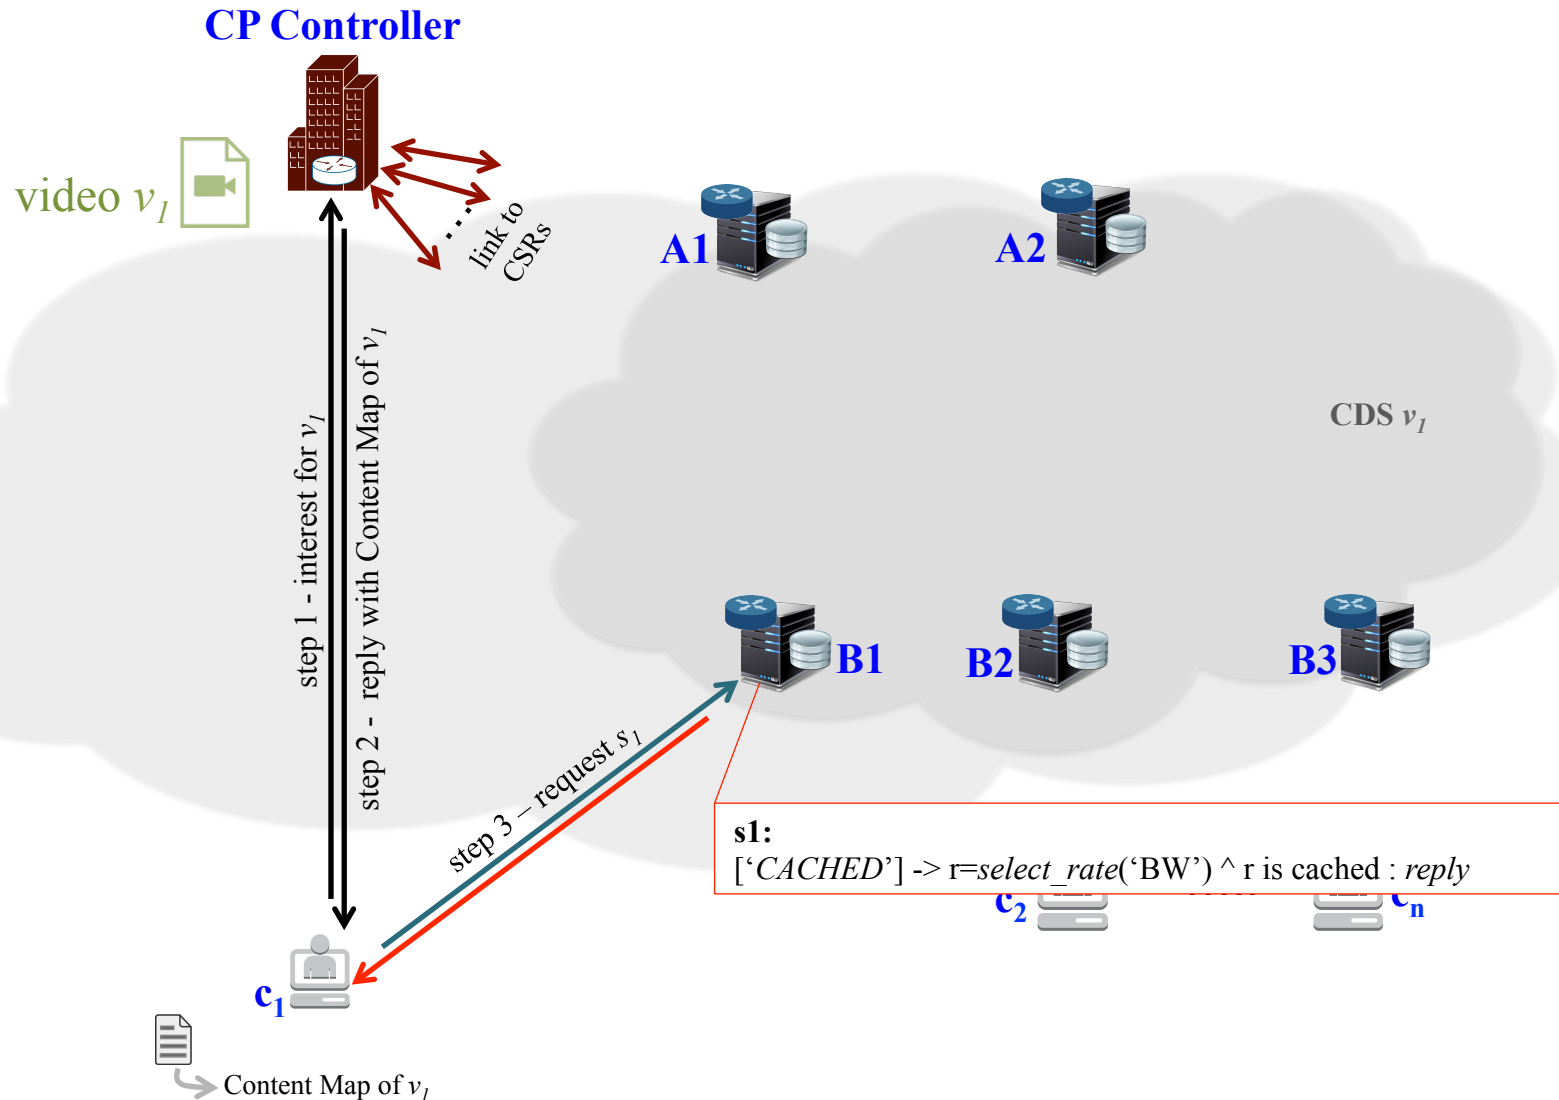 CP Controller
video v1
link to
CSRs
A1
A2
CDS v1
step 1 - interest for v1
step 2 - reply with Content Map of v1
B1
B2
B3
step 3 – request s1
s1:
[‘CACHED’] -> r=select_rate(‘BW’) ^ r is cached : reply
c2
cn
c1
Content Map of v1